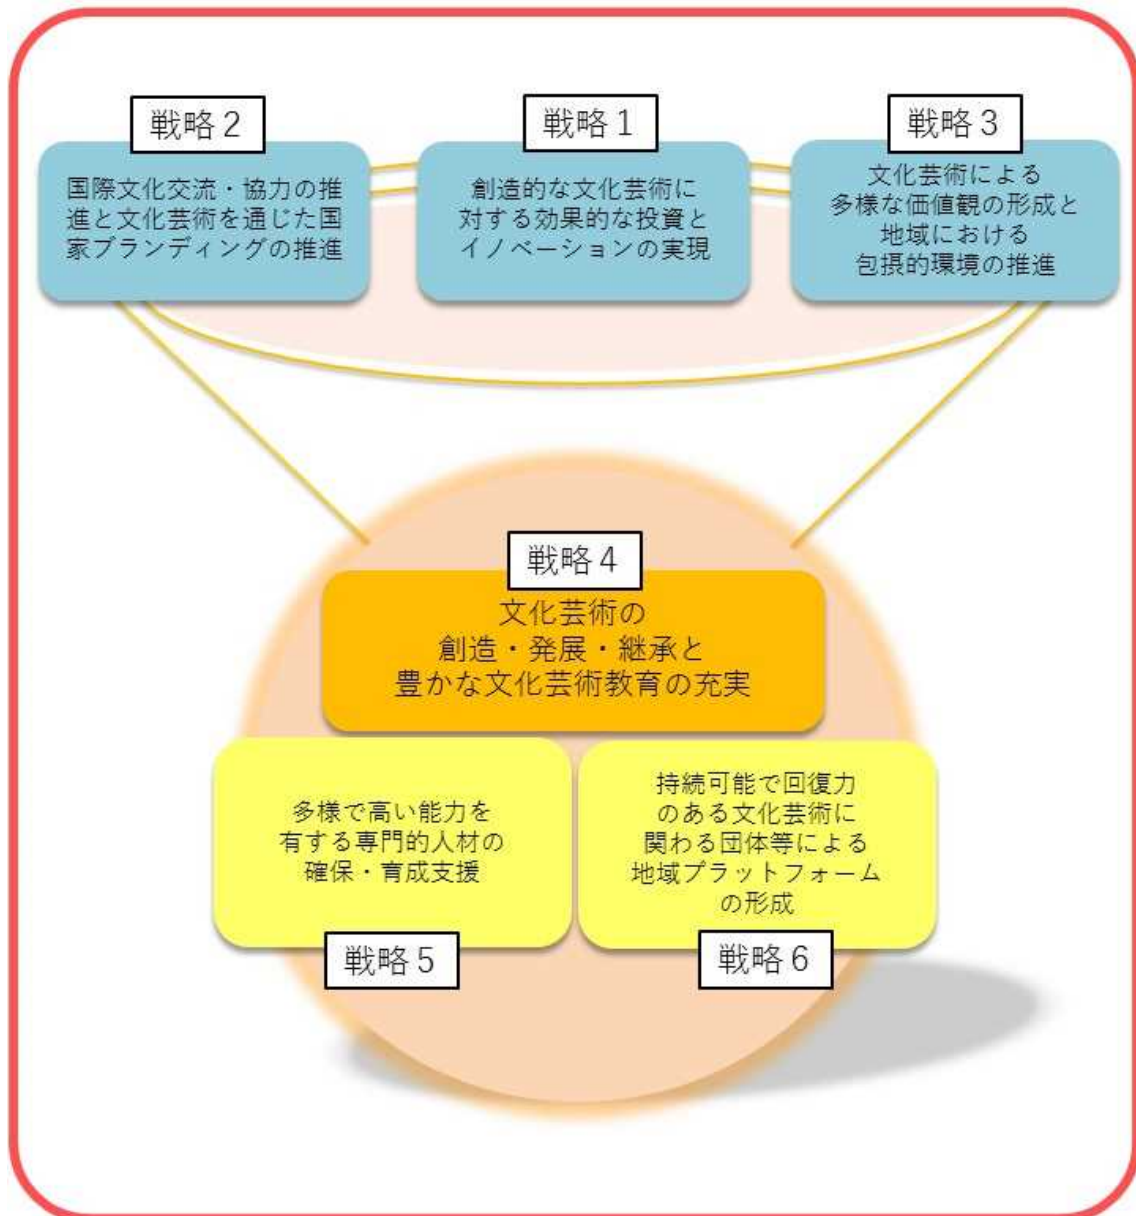 戦略２
国際文化交流・協力の推
進と文化芸術を通じた国
家ブランディングの推進
戦略１
創造的な文化芸術に
対する効果的な投資と
イノベーションの実現
戦略３
文化芸術による
多様な価値観の形成と
地域における
包摂的環境の推進
戦略４
文化芸術の
創造・発展・継承と
豊かな文化芸術教育の充実
多様で高い能力を
有する専門的人材の
確保・育成支援
戦略５
持続可能で回復力
のある文化芸術に
関わる団体等による
地域プラットフォーム
の形成
戦略６